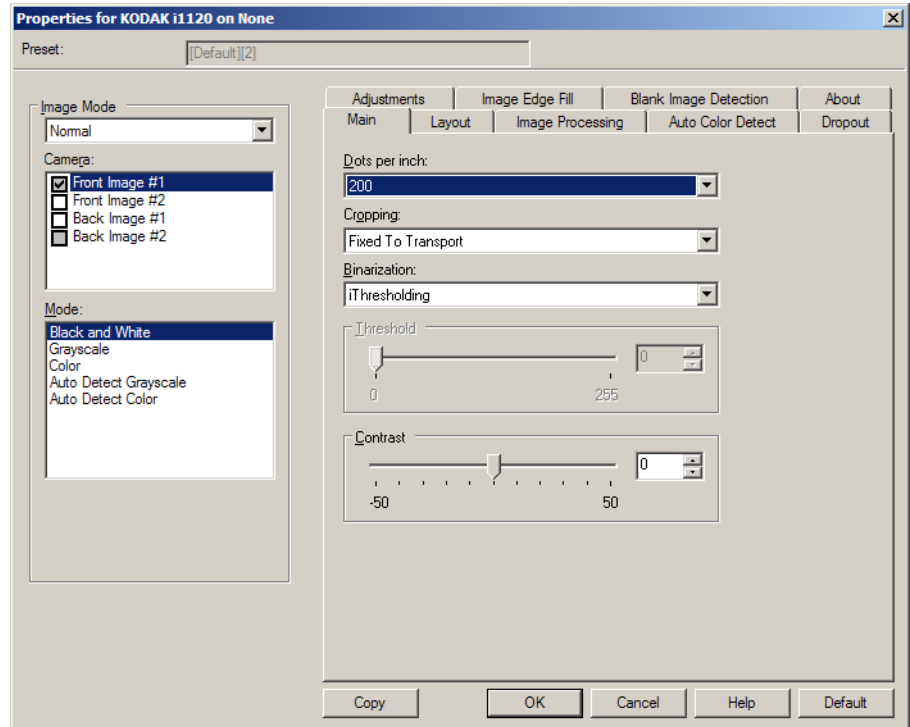 Properties for KODAK i1120 on None
Preset:
[Default][2]
Image Mode
Normal
Camera:
Front Image #1
Front Image #2
Back Image #1
Back Image #2
Mode:
Black and White
Grayscale
Color
Auto Detect Grayscale
Auto Detect Color
Adjustments
Image Edge Fill
Blank Image Detection
About
Main
Layout
Image Processing
Auto Color Detect
Dropout
Dots per inch:
200
Cropping:
Fixed To Transport
Binarization:
iThresholding
Threshold
0
0
255
Contrast
0
-50
50
Copy
OK
Cancel
Help
Default